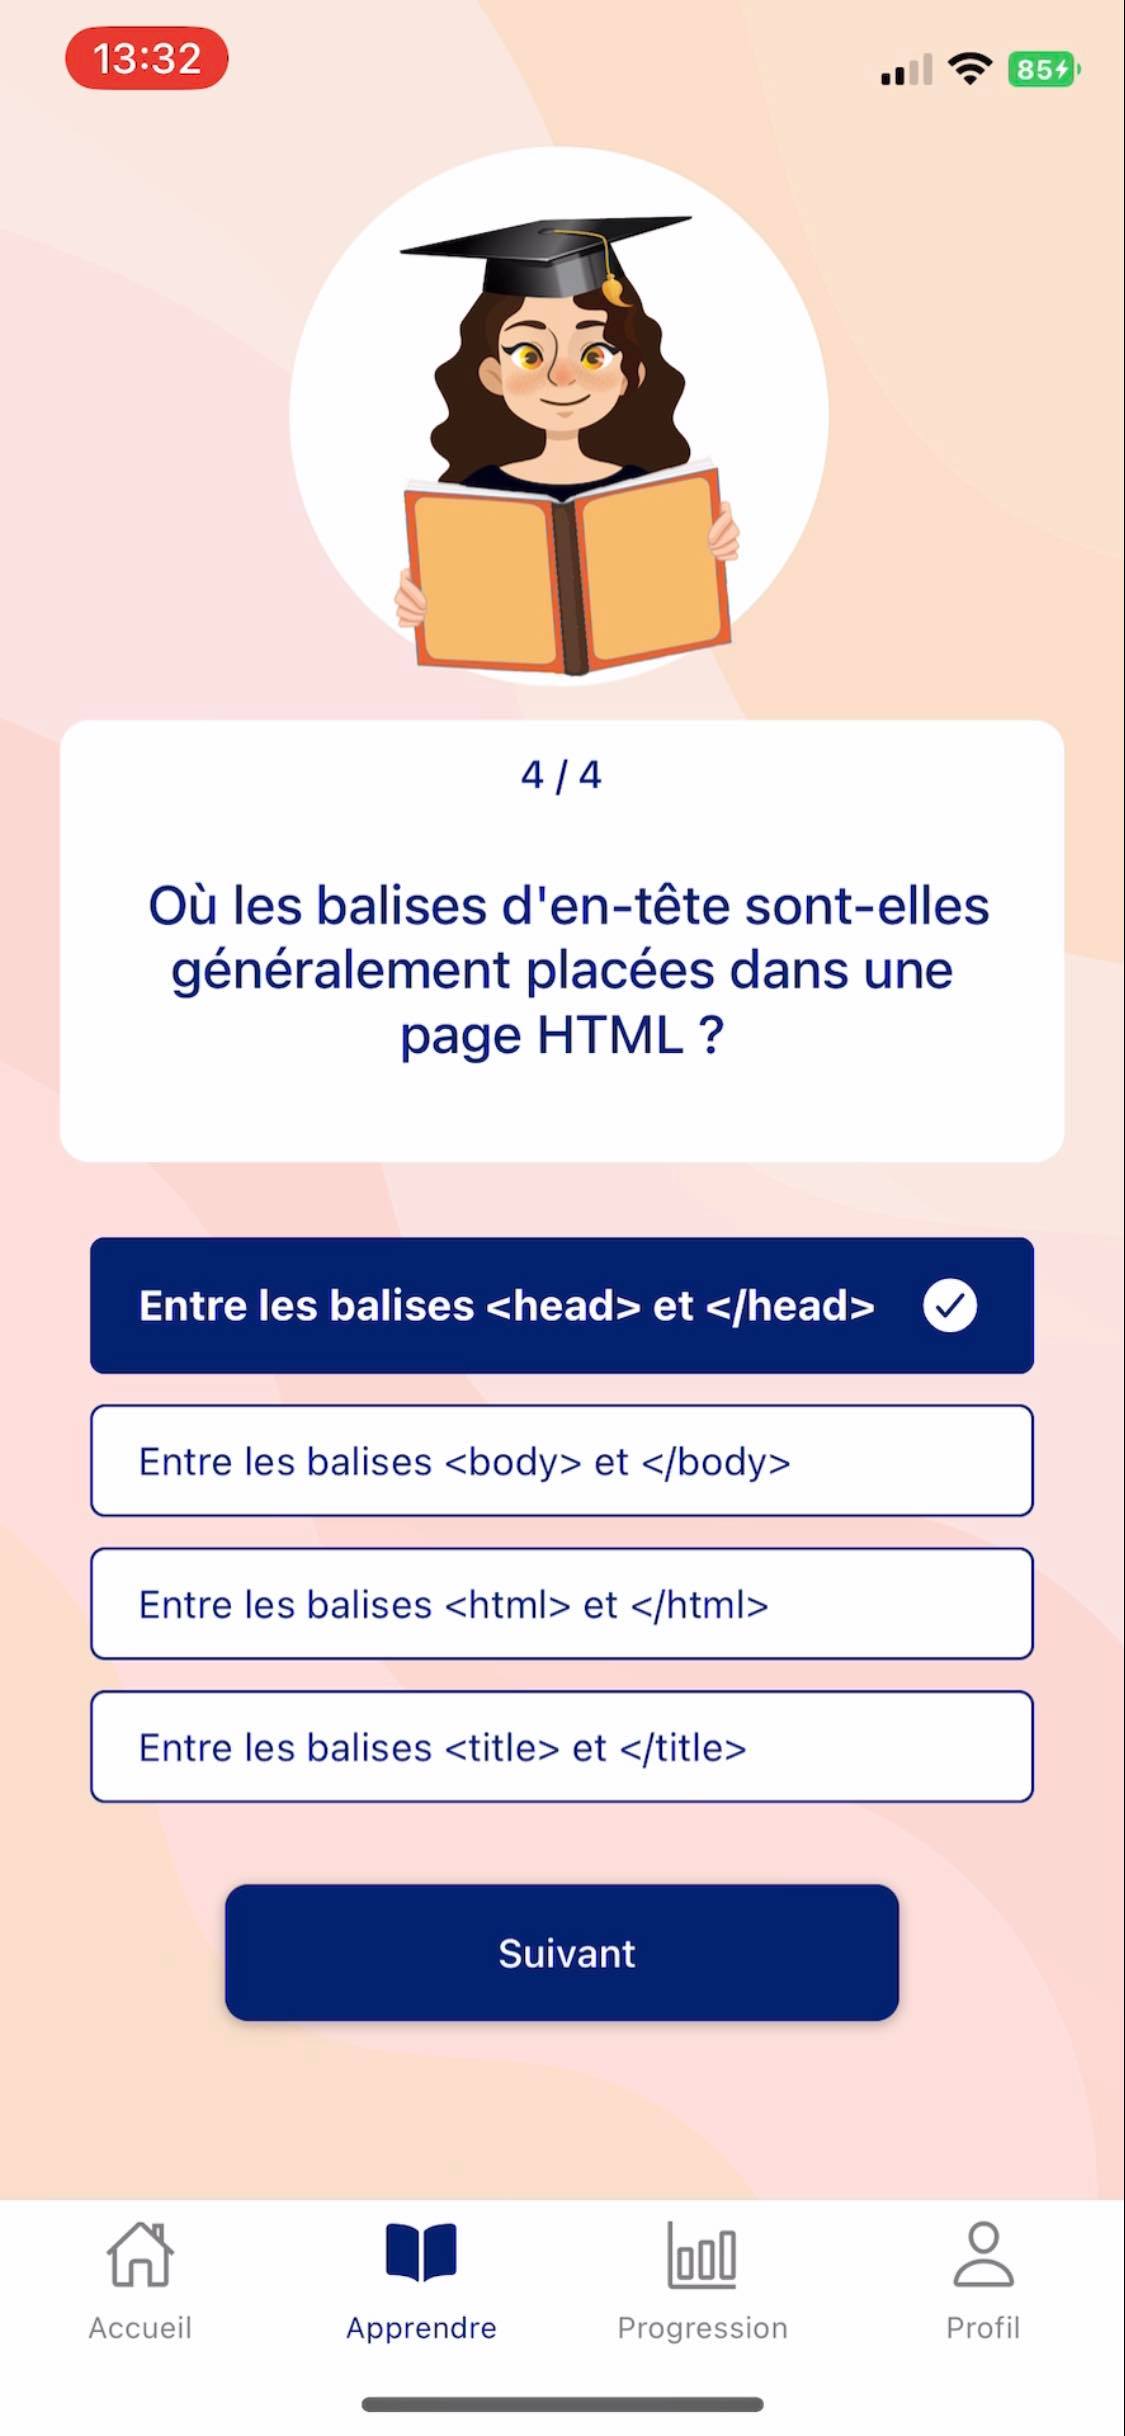 13:32
85
4 / 4
Où les balises d'en-tête sont-elles
généralement placées dans une
page HTML ?
Entre les balises <head> et </head>
Entre les balises <body> et </body>
Entre les balises <html> et </html>
Entre les balises <title> et </title>
Suivant
Accueil
Apprendre
Progression
Profil